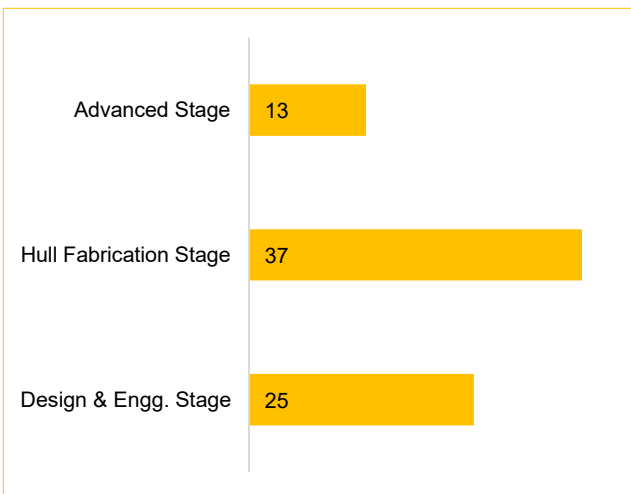 Advanced Stage 13
Hull Fabrication Stage 37
Design & Engg. Stage 25